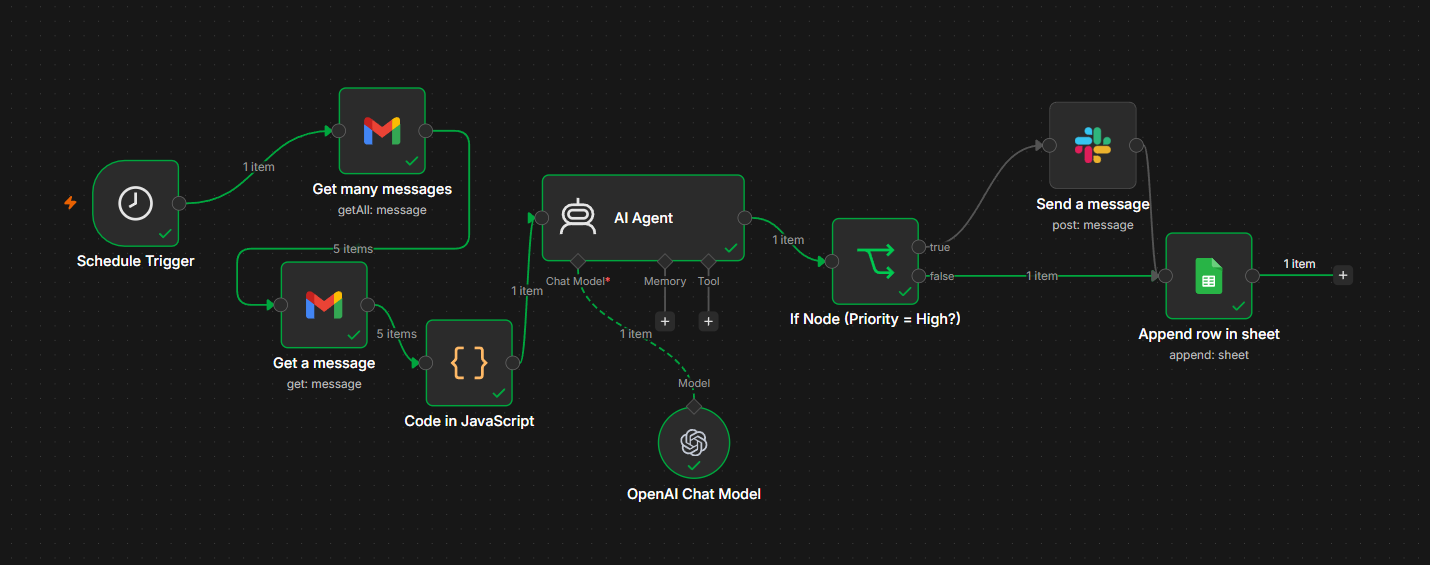 1 item
Schedule Trigger
Get many messages
getAll: message
5 items
Get a message
get: message
5 items
Code in JavaScript
1 item
AI Agent
Chat Model*
Memory
Tool
+
+
1 item
Model
OpenAI Chat Model
1 item
true
false
If Node (Priority = High?)
1 item
Send a message
post: message
Append row in sheet
append: sheet
1 item
+